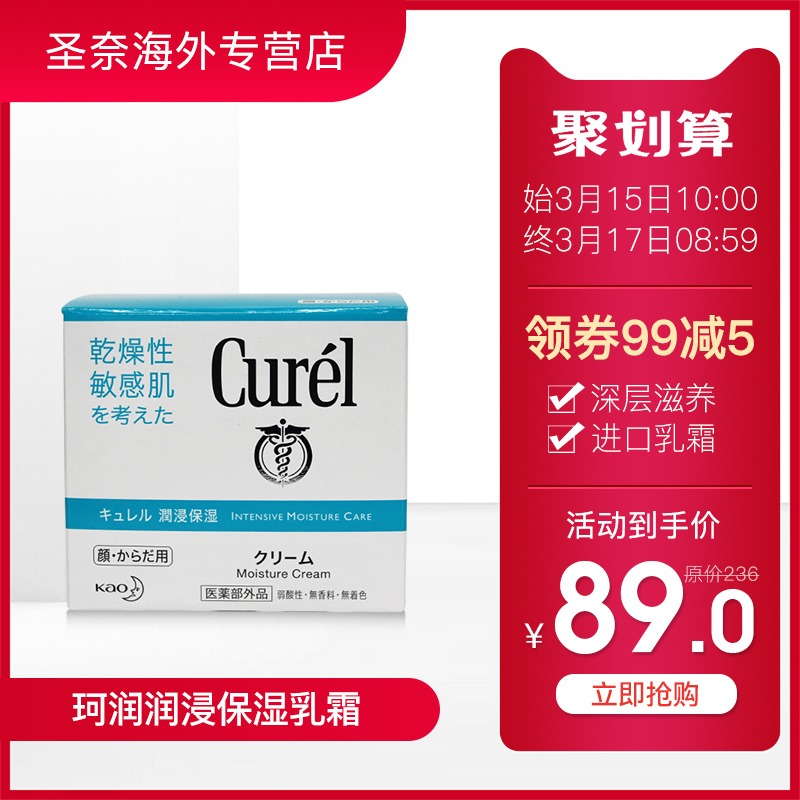 圣奈海外专营店
聚划算
始3月15日10:00
终3月17日08:59
领券99减5
深层滋养
进口乳霜
活动到手价
原价236
¥89.0
立即抢购
顔・からだ用
乾燥性
敏感肌
を考えた
Curél
キュレル 潤浸保湿 INTENSIVE MOISTURE CARE
顔・からだ用
クリーム
Moisture Cream
Kao
医薬部外品 弱酸性・無香料・無着色
珂润润浸保湿乳霜